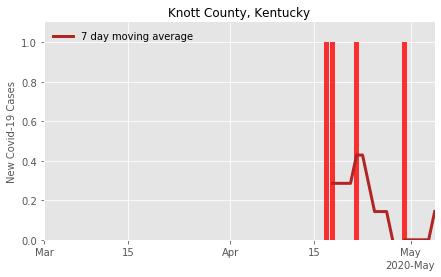 Knott County, Kentucky
7 day moving average
New Covid-19 Cases
1.0
0.8
0.6
0.4
0.2
0.0
Mar 15 Apr 15 May
2020-May